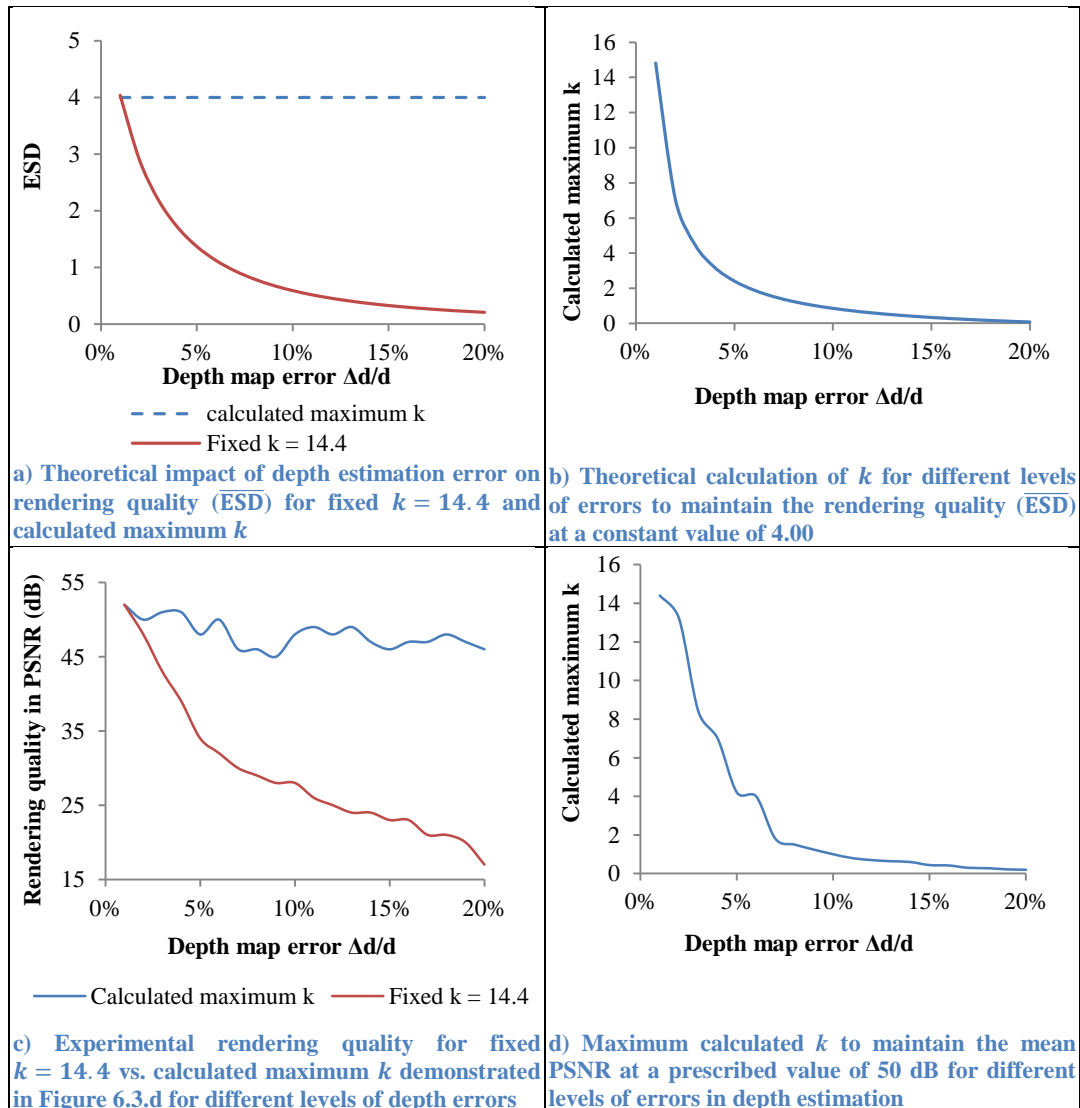 5
4
3
2
1
0
ESD
0% 5% 10% 15% 20%
Depth map error Δd/d
calculated maximum k
Fixed k = 14.4
a) Theoretical impact of depth estimation error on
rendering quality (E̅S̅D̅) for fixed k = 14.4 and
calculated maximum k
16
14
12
10
8
6
4
2
0
Calculated maximum k
0% 5% 10% 15% 20%
Depth map error Δd/d
b) Theoretical calculation of k for different levels
of errors to maintain the rendering quality (E̅S̅D̅)
at a constant value of 4.00
55
45
35
25
15
Rendering quality in PSNR (dB)
0% 5% 10% 15% 20%
Depth map error Δd/d
Calculated maximum k Fixed k = 14.4
c) Experimental rendering quality for fixed
k = 14.4 vs. calculated maximum k demonstrated
in Figure 6.3.d for different levels of depth errors
16
14
12
10
8
6
4
2
0
Calculated maximum k
0% 5% 10% 15% 20%
Depth map error Δd/d
d) Maximum calculated k to maintain the mean
PSNR at a prescribed value of 50 dB for different
levels of errors in depth estimation